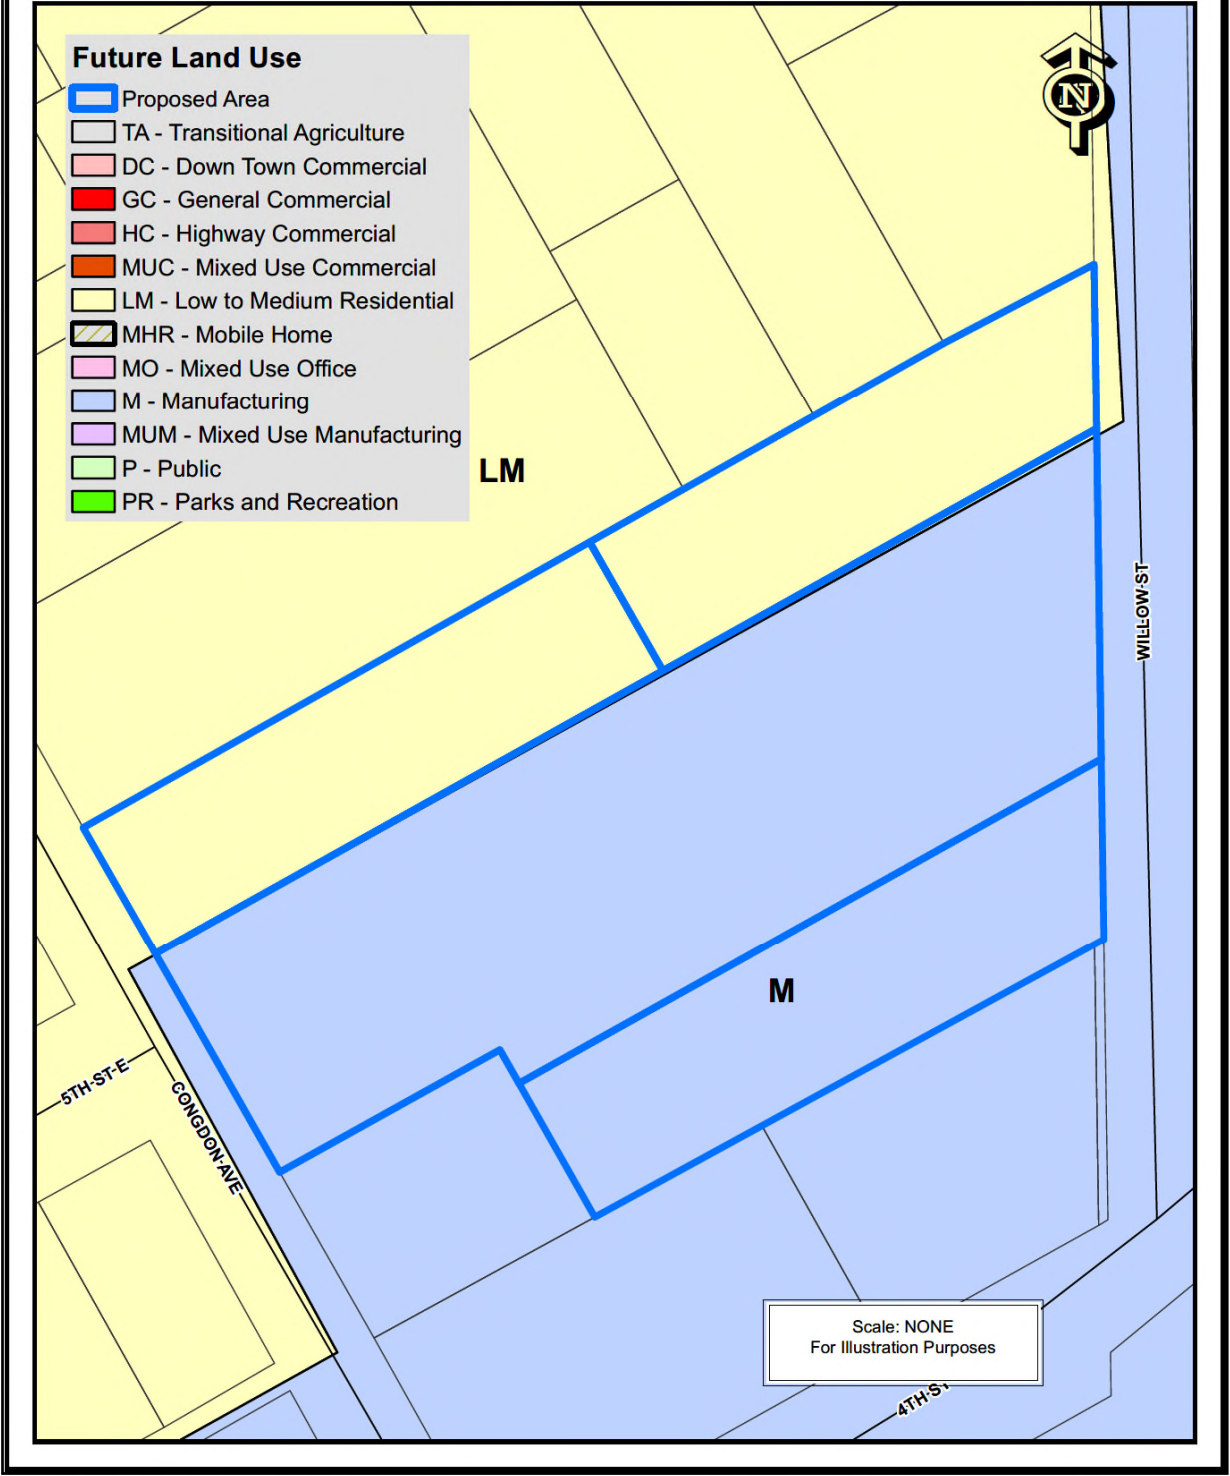 Future Land Use
Proposed Area
TA - Transitional Agriculture
DC - Down Town Commercial
GC - General Commercial
HC - Highway Commercial
MUC - Mixed Use Commercial
LM - Low to Medium Residential
MHR - Mobile Home
MO - Mixed Use Office
M - Manufacturing
MUM - Mixed Use Manufacturing
P - Public
PR - Parks and Recreation
N
LM
WILLOW-ST
M
5TH-ST-E
CONGDON-AVE
Scale: NONE
For Illustration Purposes
4TH-ST